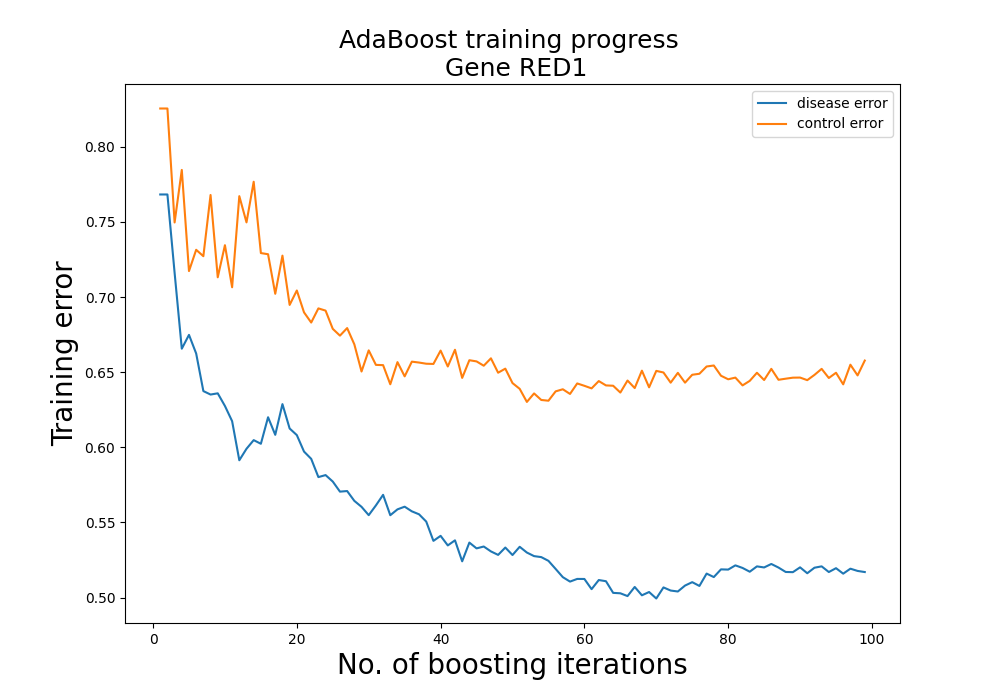 AdaBoost training progress
Gene RED1
disease error
control error
Training error
0.80
0.75
0.70
0.65
0.60
0.55
0.50
0
20
40
60
80
100
No. of boosting iterations